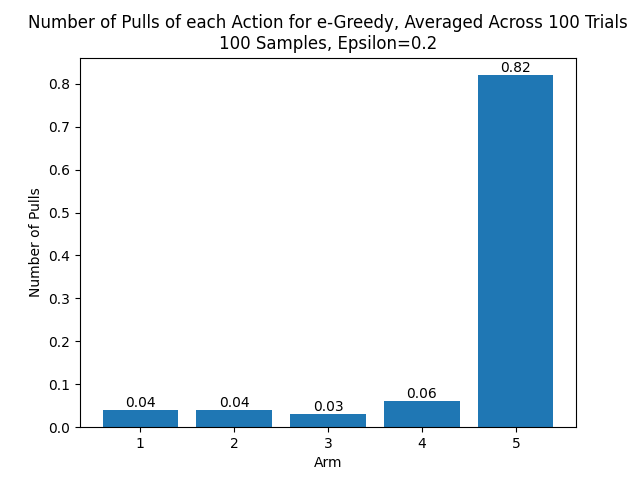 Number of Pulls of each Action for e-Greedy, Averaged Across 100 Trials
100 Samples, Epsilon=0.2
0.82
0.8
0.7
0.6
0.5
0.4
0.3
0.2
0.1
0.0
Number of Pulls
0.04
0.04
0.03
0.06
1 2 3 4 5
Arm